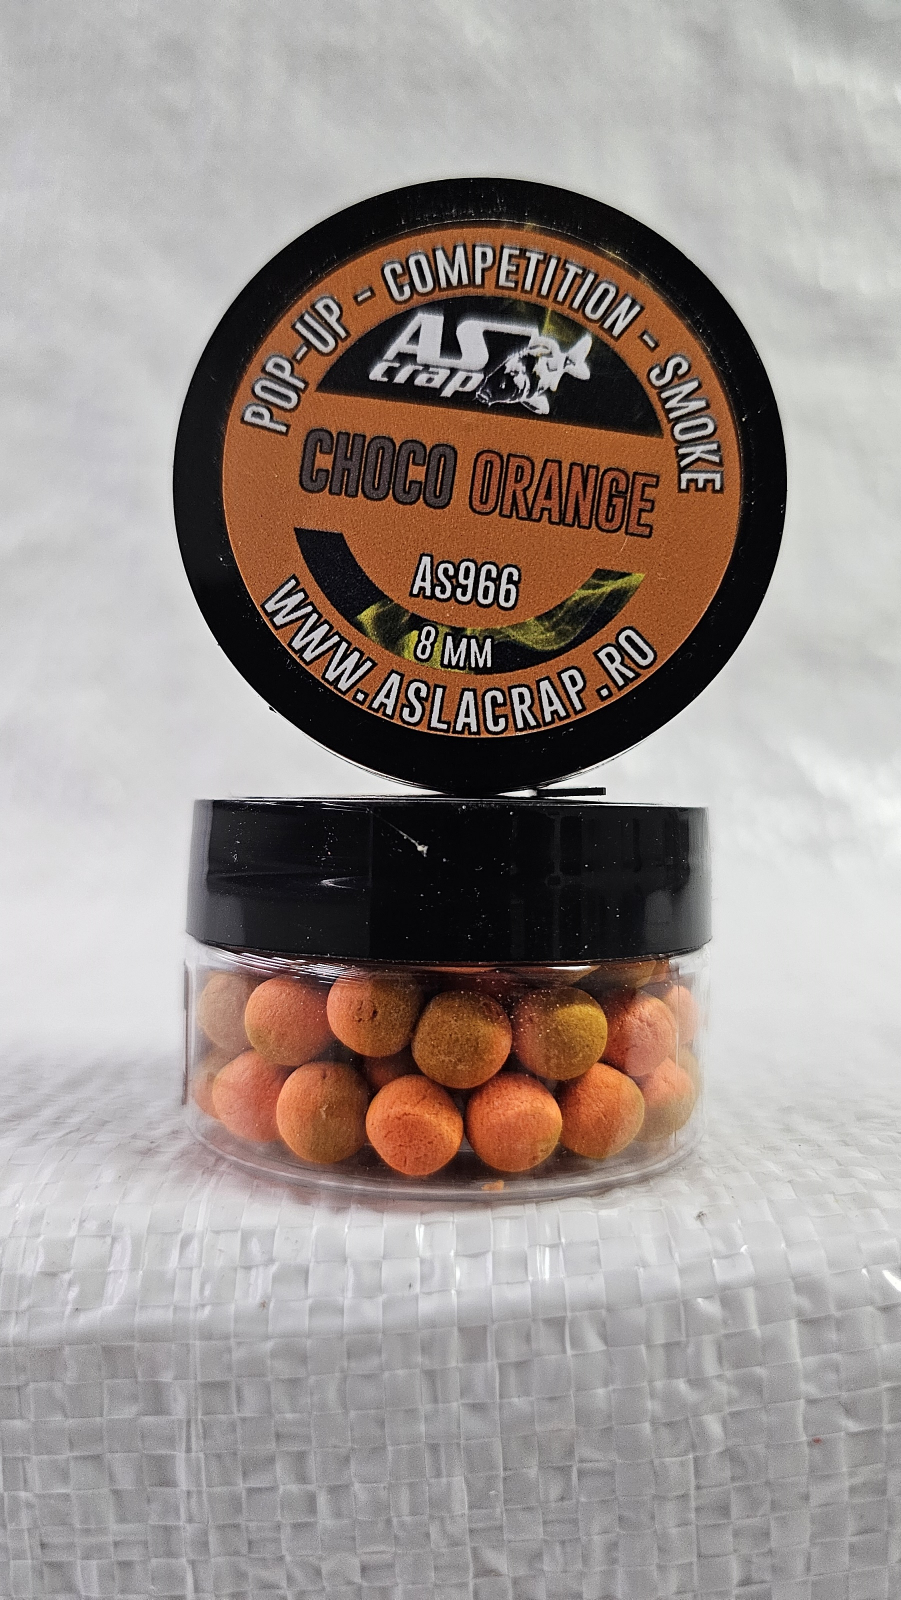 POP-UP - COMPETITION - SMOKE
AS
crap
CHOCO ORANGE
As966
8 MM
WWW.ASLACRAP.RO